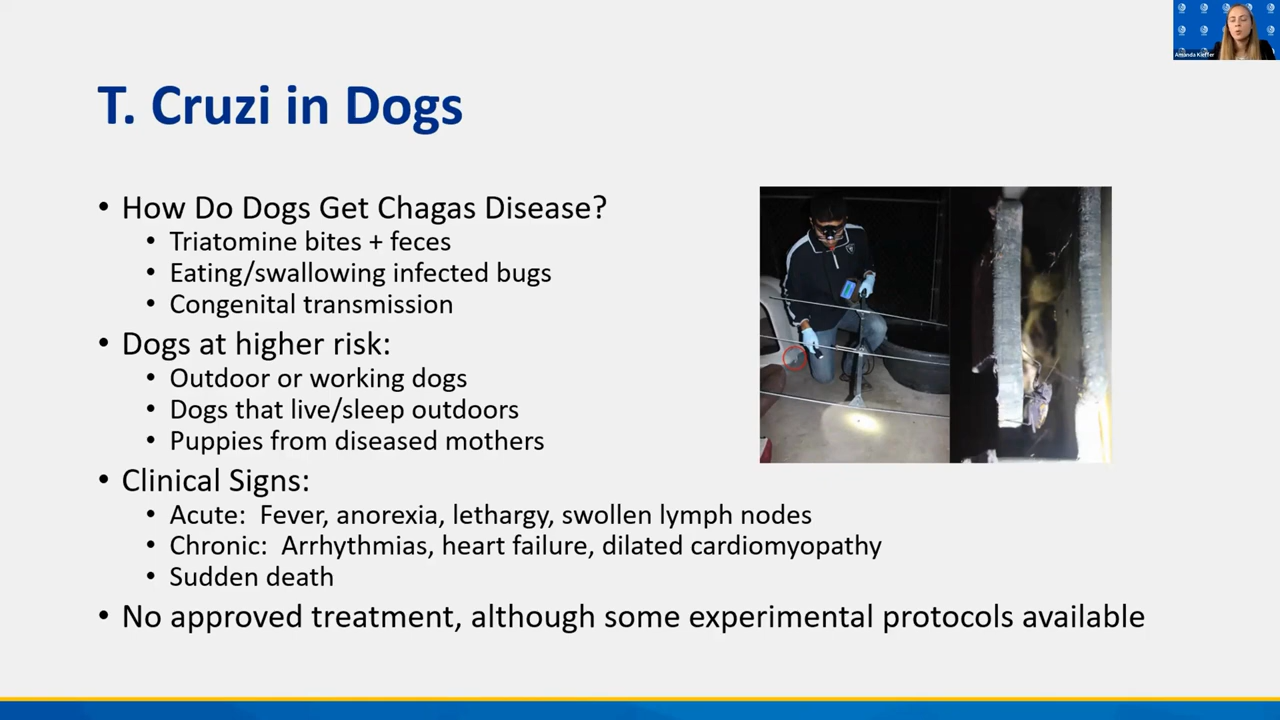 Amanda Kieffer
T. Cruzi in Dogs
• How Do Dogs Get Chagas Disease?
• Triatomine bites + feces
• Eating/swallowing infected bugs
• Congenital transmission
• Dogs at higher risk:
• Outdoor or working dogs
• Dogs that live/sleep outdoors
• Puppies from diseased mothers
• Clinical Signs:
• Acute:  Fever, anorexia, lethargy, swollen lymph nodes
• Chronic:  Arrhythmias, heart failure, dilated cardiomyopathy
• Sudden death
• No approved treatment, although some experimental protocols available